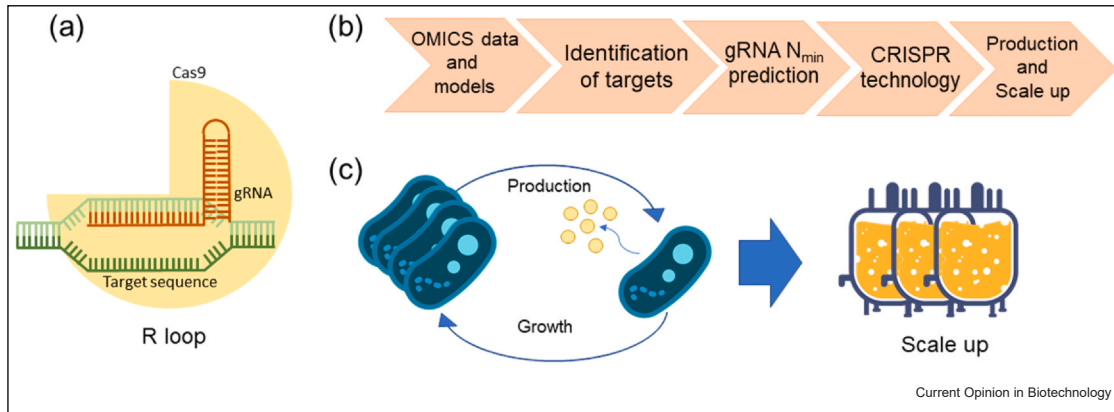 (a)
Cas9
gRNA
Target sequence
R loop
(b)
OMICS data
and
models
Identification
of targets
gRNA Nmin
prediction
CRISPR
technology
Production
and
Scale up
(c)
Production
Growth
Scale up
Current Opinion in Biotechnology